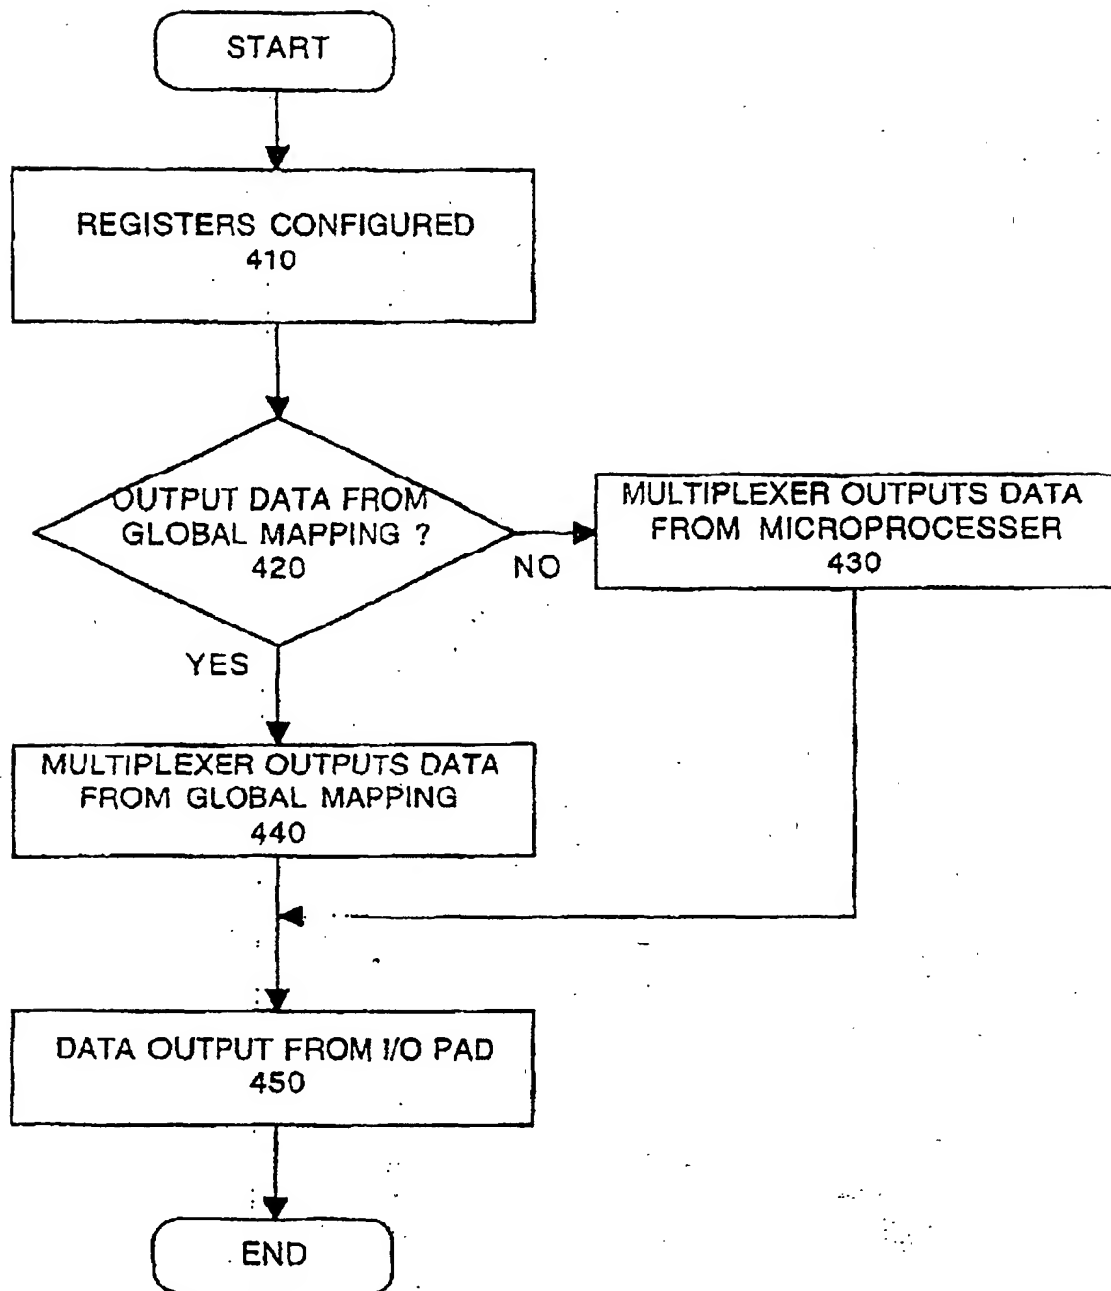 START
REGISTERS CONFIGURED
410
OUTPUT DATA FROM
GLOBAL MAPPING ?
420
NO
MULTIPLEXER OUTPUTS DATA
FROM MICROPROCESSER
430
YES
MULTIPLEXER OUTPUTS DATA
FROM GLOBAL MAPPING
440
DATA OUTPUT FROM I/O PAD
450
END